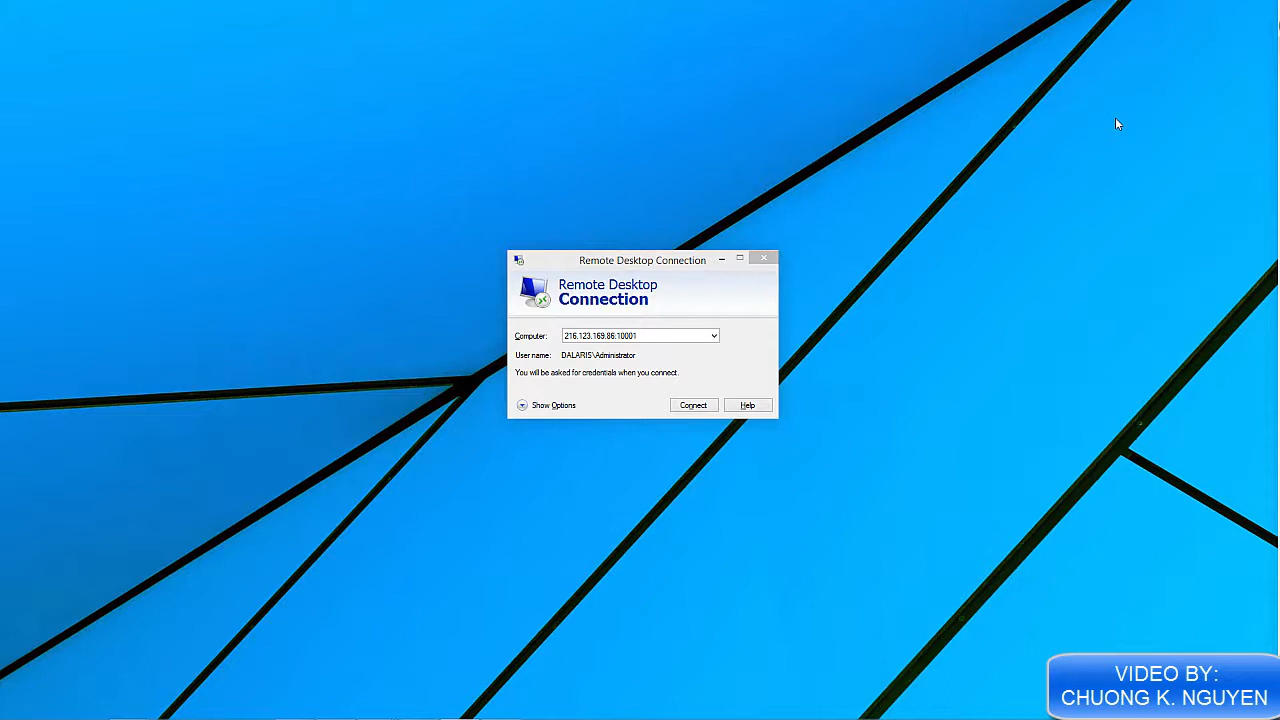 Remote Desktop Connection
Remote Desktop
Connection
Computer: 216.123.169.86:10001
User name: DALARIS\Administrator
You will be asked for credentials when you connect.
Show Options Connect Help
VIDEO BY:
CHUONG K. NGUYEN